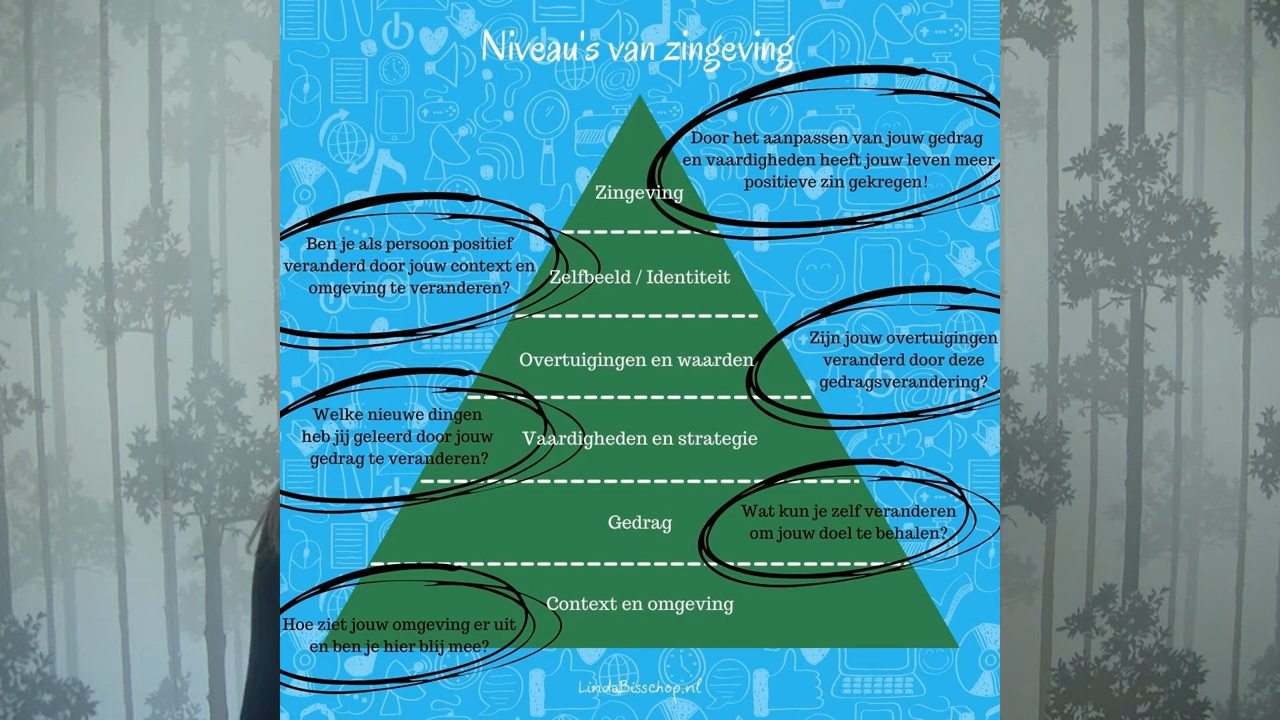 Niveau's van zingeving
Door het aanpassen van jouw gedrag
en vaardigheden heeft jouw leven meer
positieve zin gekregen!
Zingeving
Ben je als persoon positief
veranderd door jouw context en
omgeving te veranderen?
Zelfbeeld / Identiteit
Zijn jouw overtuigingen
veranderd door deze
gedragsverandering?
Overtuigingen en waarden
Welke nieuwe dingen
heb jij geleerd door jouw
gedrag te veranderen?
Vaardigheden en strategie
Wat kun je zelf veranderen
om jouw doel te behalen?
Gedrag
Context en omgeving
Hoe ziet jouw omgeving er uit
en ben je hier blij mee?
LindaBisschop.nl